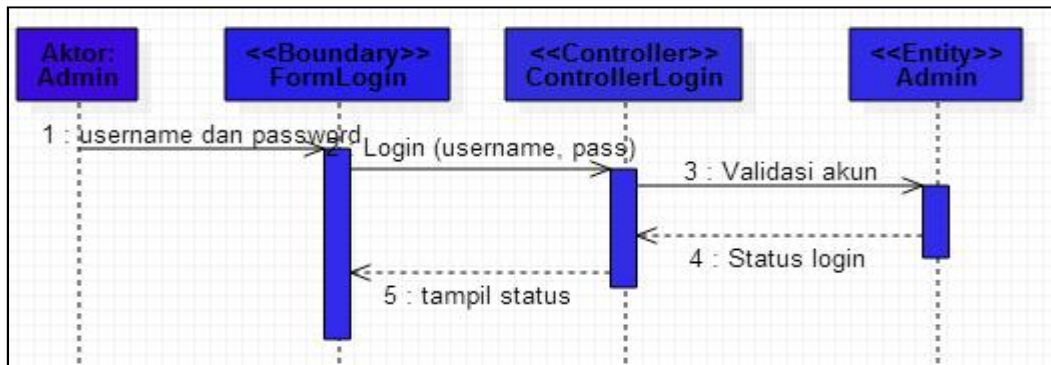 Aktor:
Admin
<<Boundary>>
FormLogin
<<Controller>>
ControllerLogin
<<Entity>>
Admin
1 : username dan password
2 : Login (username, pass)
3 : Validasi akun
4 : Status login
5 : tampil status